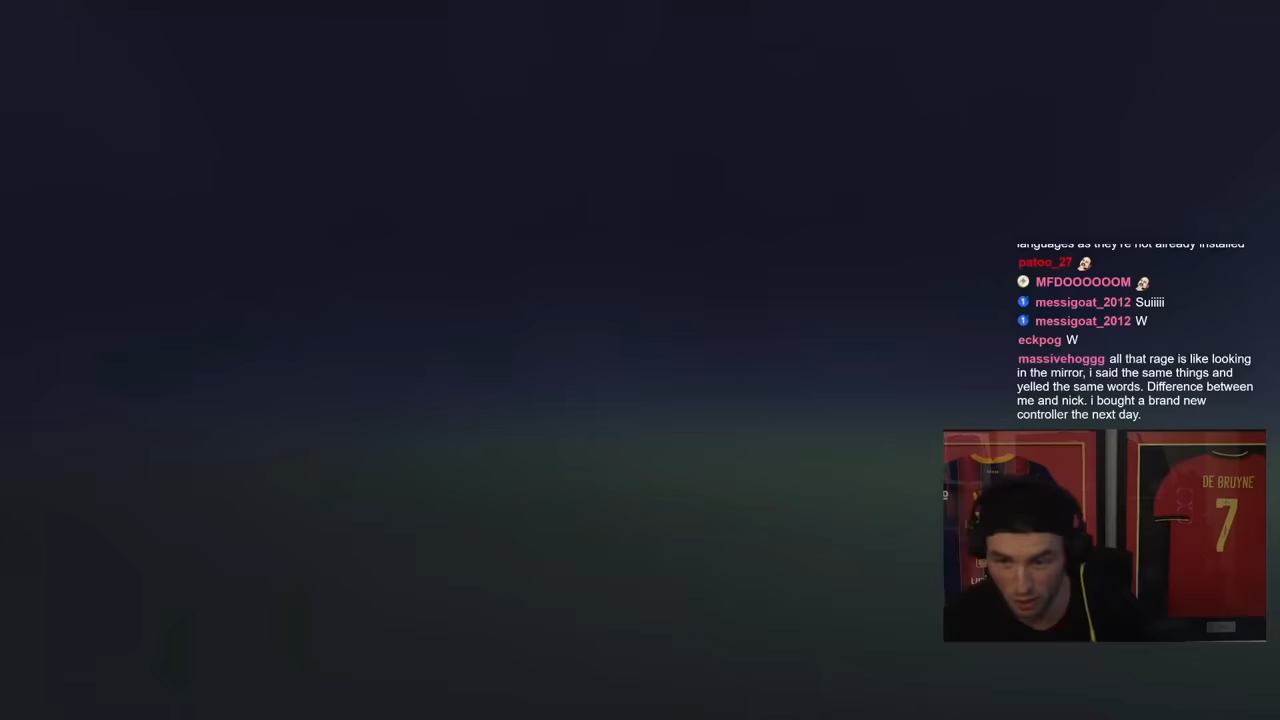 languages as they're not already installed
patoo_27
MFDOOOOOOM
1 messigoat_2012 Suiiiii
1 messigoat_2012 W
eckpog W
massivehoggg all that rage is like looking
in the mirror, i said the same things and
yelled the same words. Difference between
me and nick. i bought a brand new
controller the next day.
DE BRUYNE
7